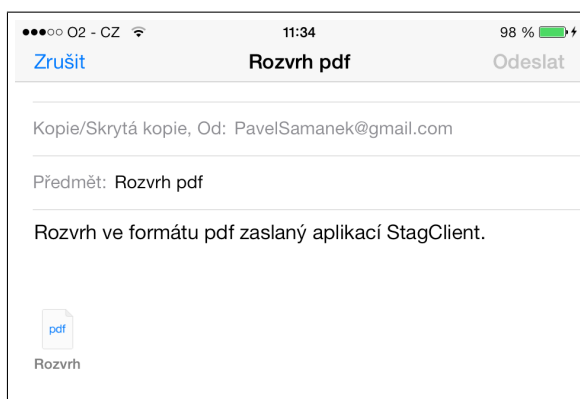 O2 - CZ 11:34 98 %
Zrušit Rozvrh pdf Odeslat
Kopie/Skrytá kopie, Od: PavelSamanek@gmail.com
Předmět: Rozvrh pdf
Rozvrh ve formátu pdf zaslaný aplikací StagClient.
pdf
Rozvrh